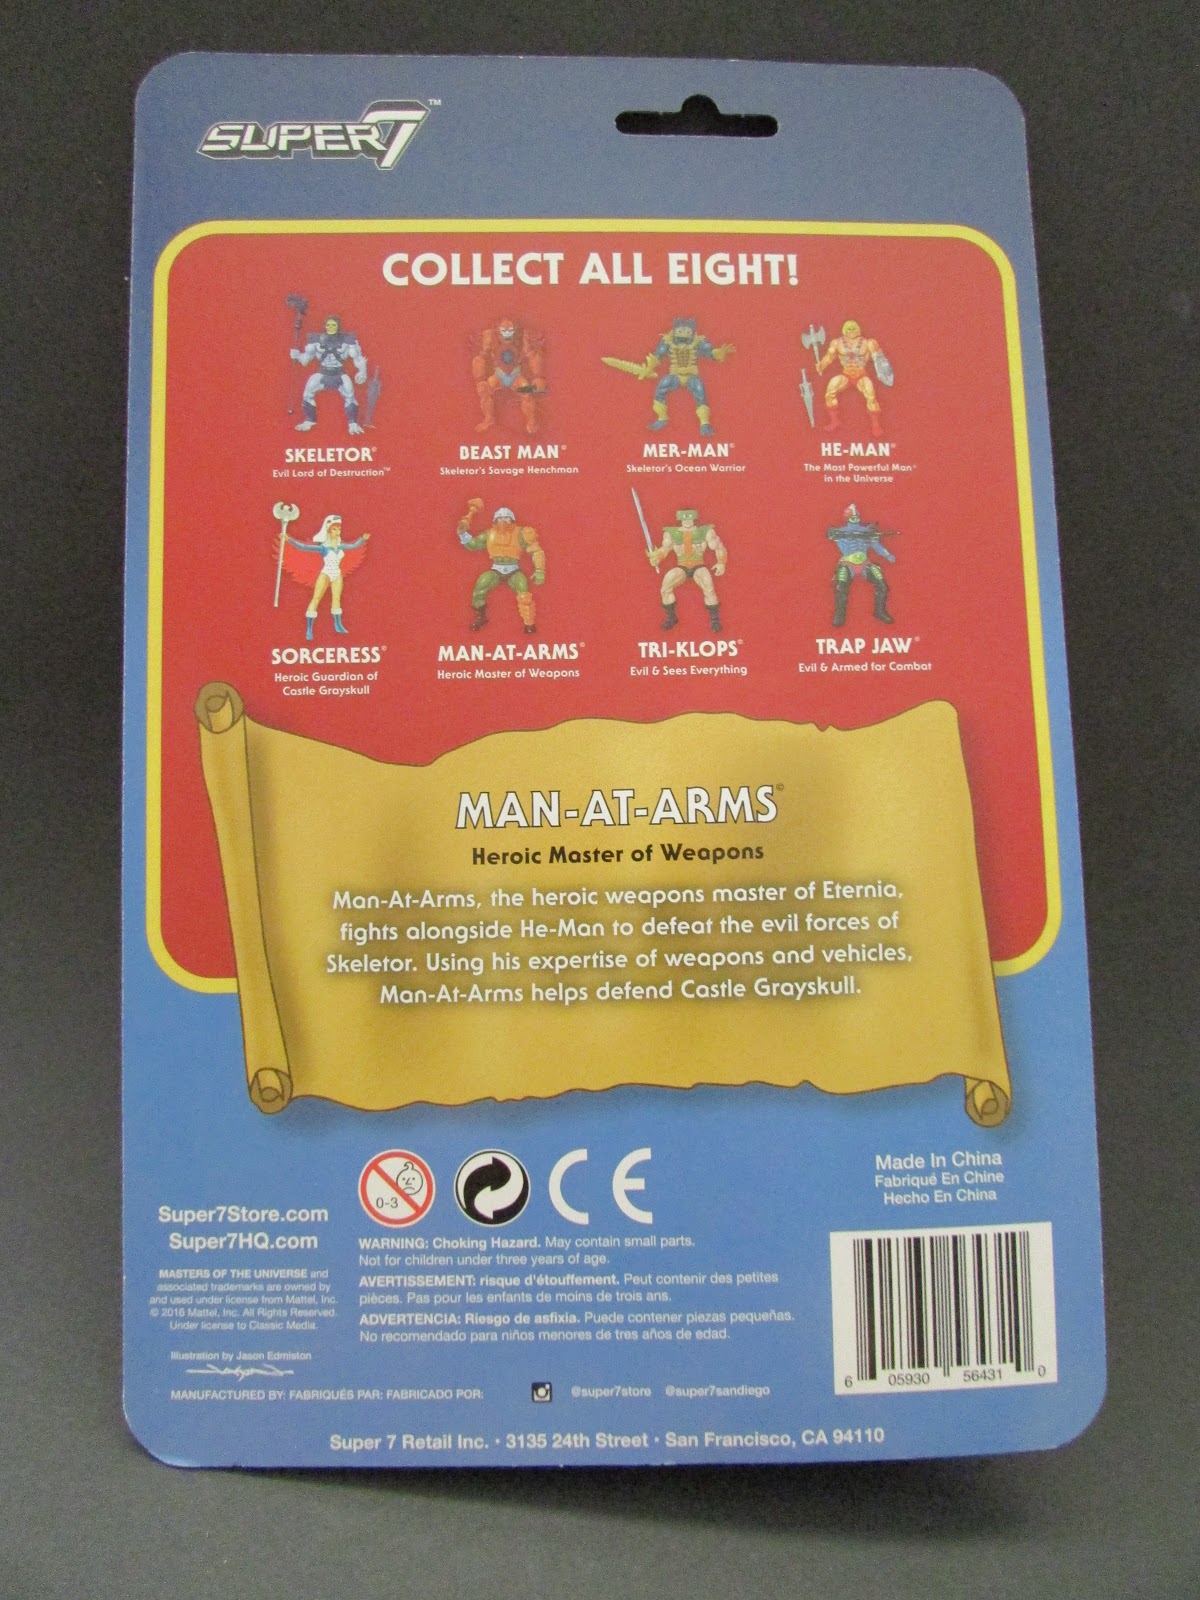 SUPER7™
COLLECT ALL EIGHT!
SKELETOR®
Evil Lord of Destruction™
BEAST MAN®
Skeletor's Savage Henchman
MER-MAN®
Skeletor's Ocean Warrior
HE-MAN®
The Most Powerful Man®
in the Universe
SORCERESS®
Heroic Guardian of
Castle Grayskull
MAN-AT-ARMS®
Heroic Master of Weapons
TRI-KLOPS®
Evil & Sees Everything
TRAP JAW®
Evil & Armed for Combat
MAN-AT-ARMS©
Heroic Master of Weapons
Man-At-Arms, the heroic weapons master of Eternia,
fights alongside He-Man to defeat the evil forces of
Skeletor. Using his expertise of weapons and vehicles,
Man-At-Arms helps defend Castle Grayskull.
0-3
CE
Made In China
Fabriqué En Chine
Hecho En China
Super7Store.com
Super7HQ.com
MASTERS OF THE UNIVERSE and
associated trademarks are owned by
and used under license from Mattel, Inc.
© 2016 Mattel, Inc. All Rights Reserved.
Under license to Classic Media.
Illustration by Jason Edmiston
WARNING: Choking Hazard. May contain small parts.
Not for children under three years of age.
AVERTISSEMENT: risque d'étouffement. Peut contenir des petites
pièces. Pas pour les enfants de moins de trois ans.
ADVERTENCIA: Riesgo de asfixia. Puede contener piezas pequeñas.
No recomendado para niños menores de tres años de edad.
6 05930 56431 0
MANUFACTURED BY: FABRIQUÉS PAR: FABRICADO POR:
@super7store @super7sandiego
Super 7 Retail Inc. • 3135 24th Street • San Francisco, CA 94110